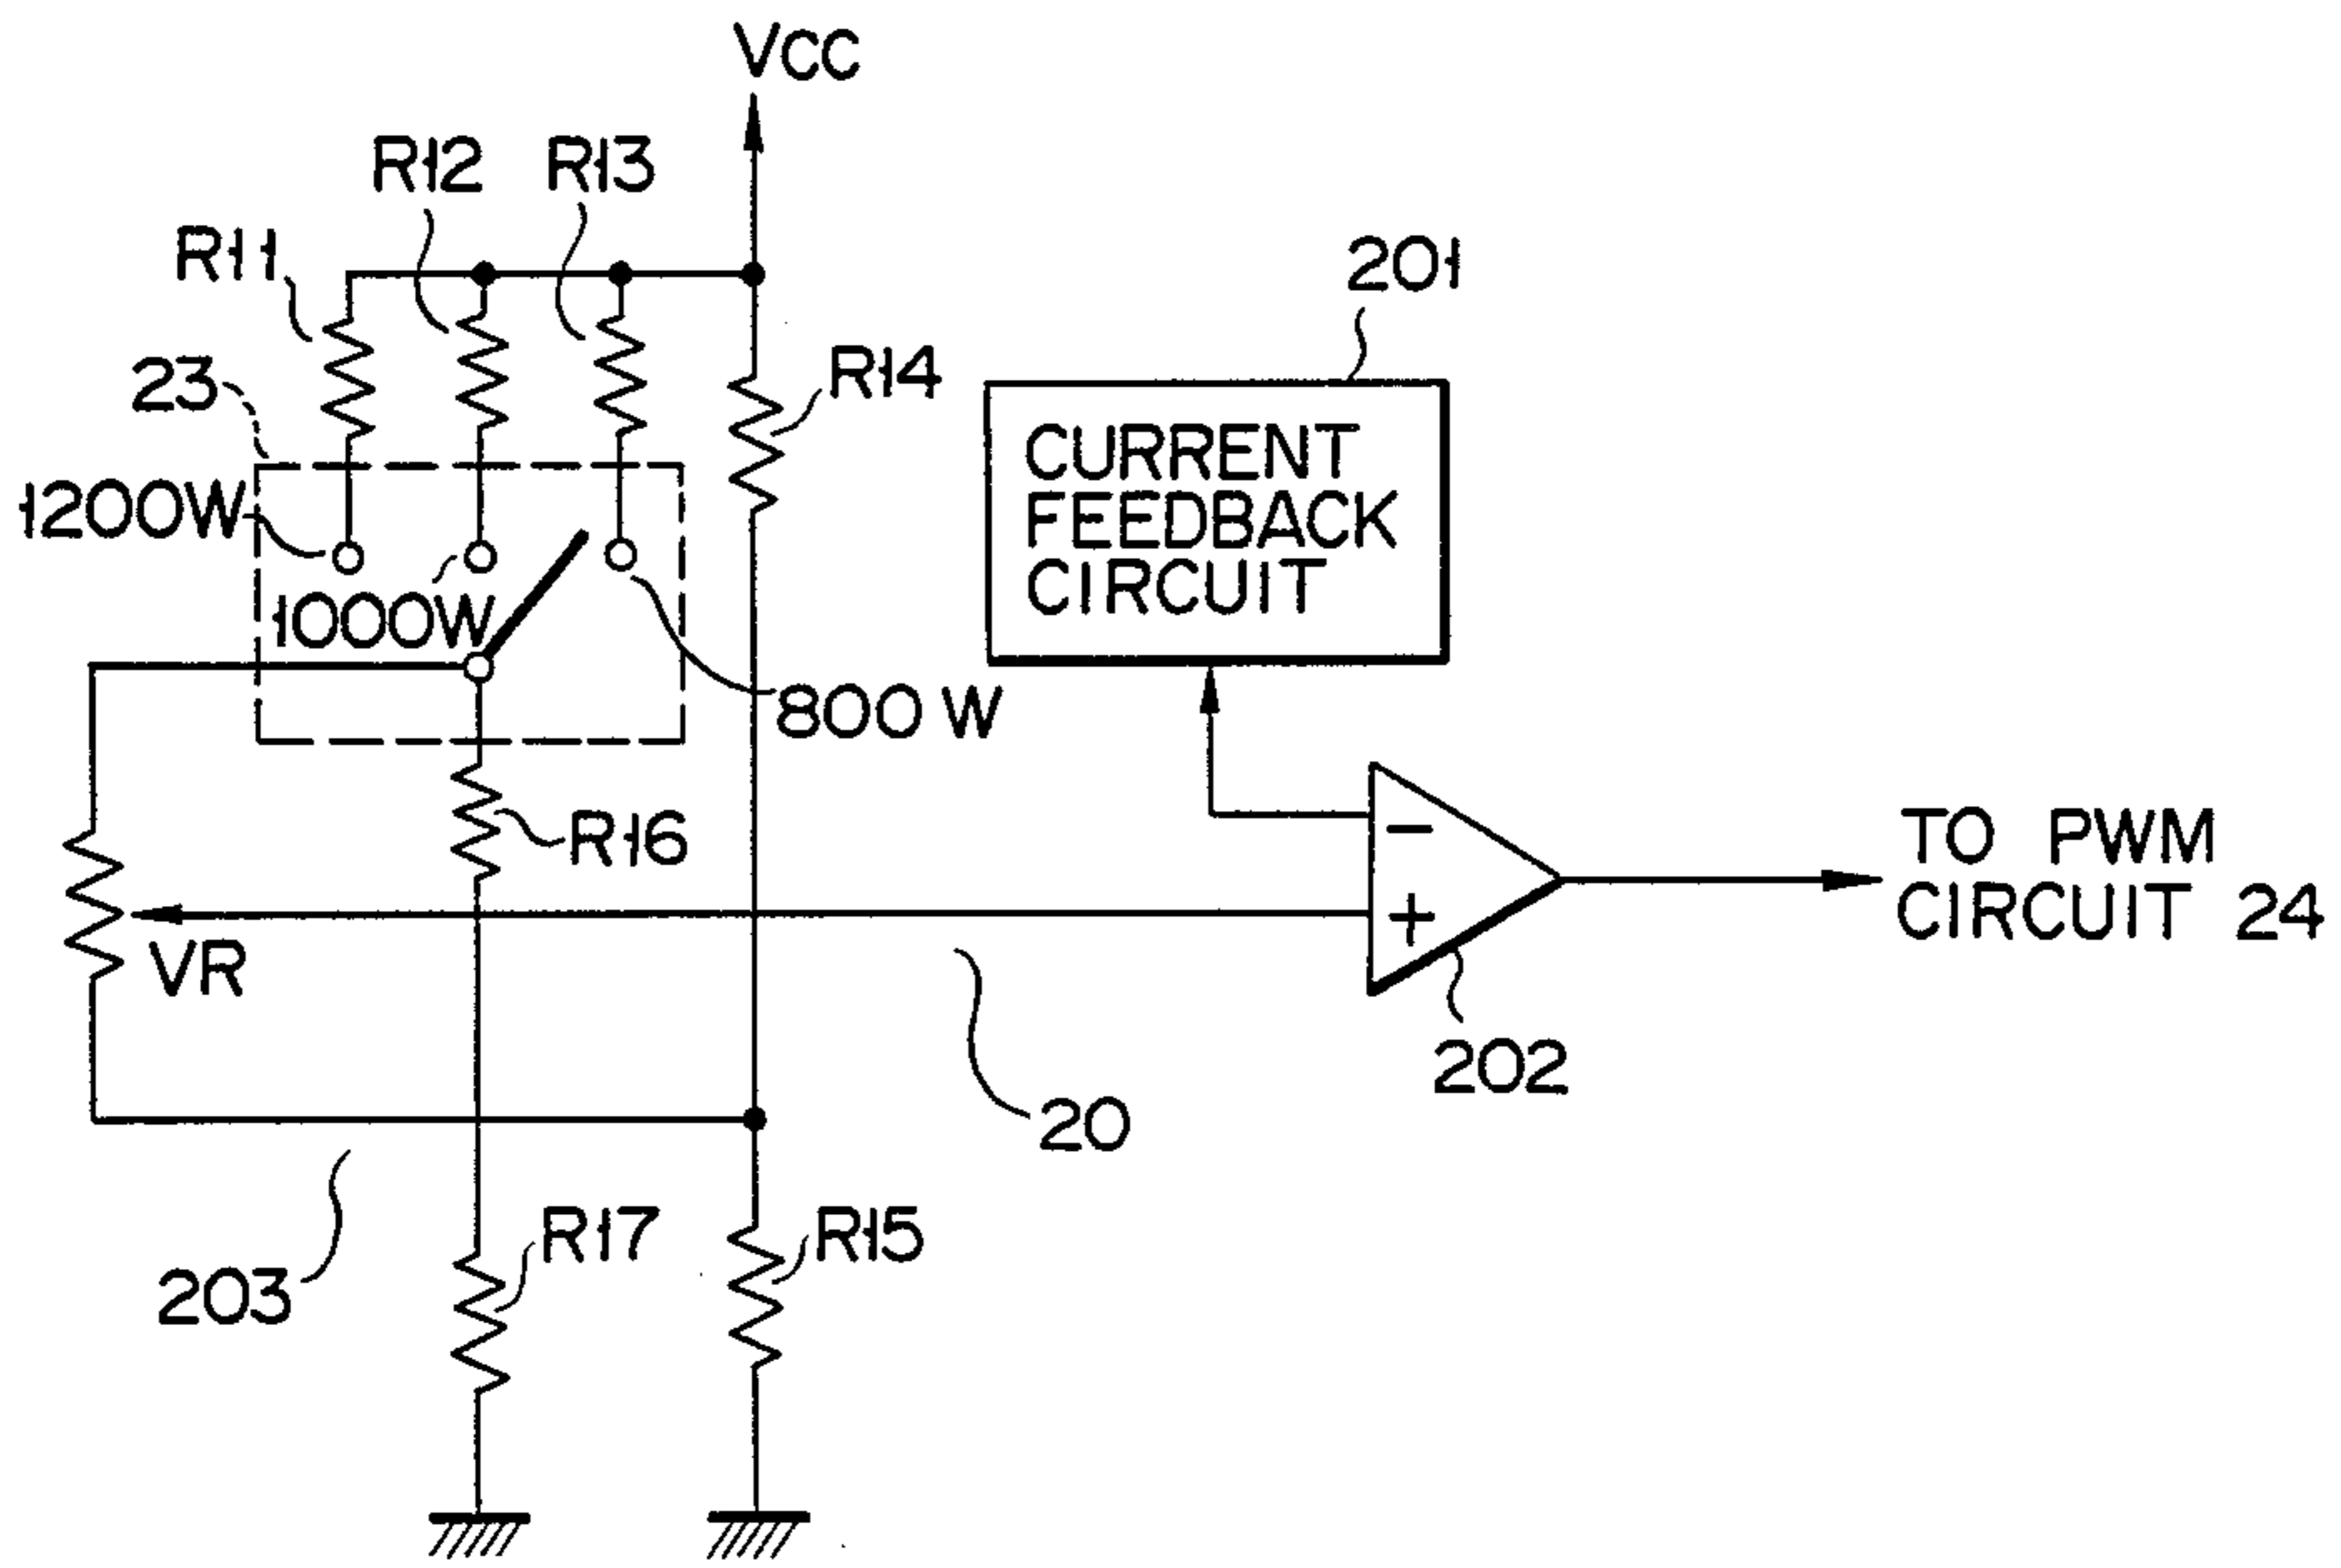 VCC
R12
R13
R11
201
23
R14
CURRENT
FEEDBACK
CIRCUIT
1200W
1000W
800 W
R16
TO PWM
CIRCUIT 24
−
+
VR
202
20
R17
R15
203